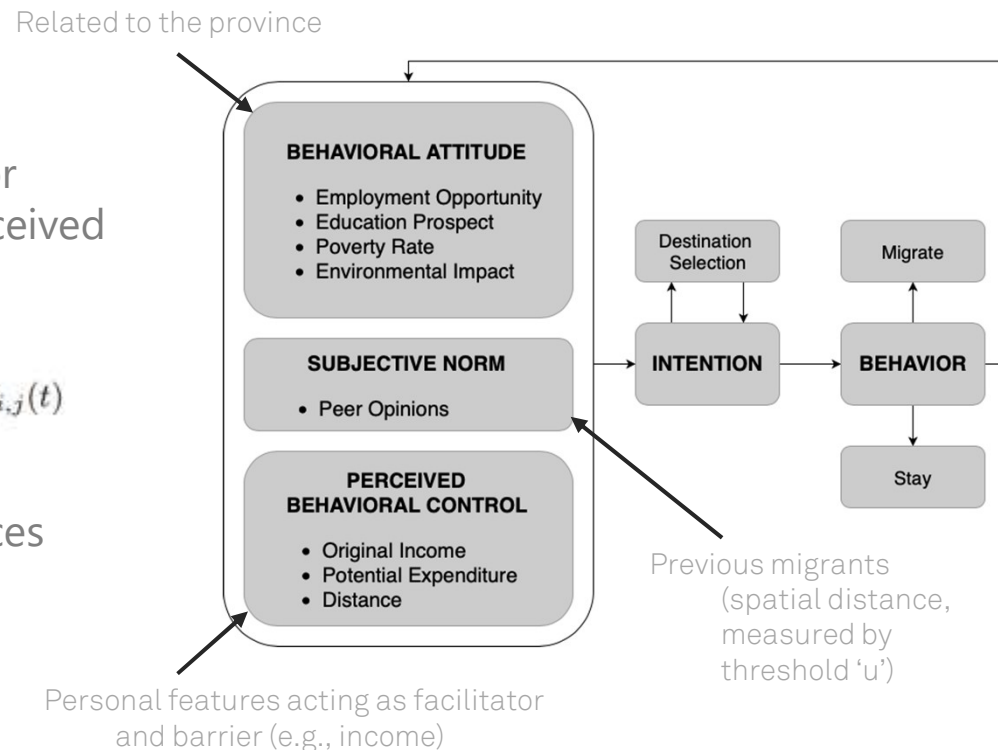 Related to the province
er
ceived
i,j(t)
ces
BEHAVIORAL ATTITUDE
• Employment Opportunity
• Education Prospect
• Poverty Rate
• Environmental Impact
SUBJECTIVE NORM
• Peer Opinions
PERCEIVED
BEHAVIORAL CONTROL
• Original Income
• Potential Expenditure
• Distance
Destination
Selection
INTENTION
Migrate
BEHAVIOR
Stay
Previous migrants
(spatial distance,
measured by
threshold ‘u’)
Personal features acting as facilitator
and barrier (e.g., income)